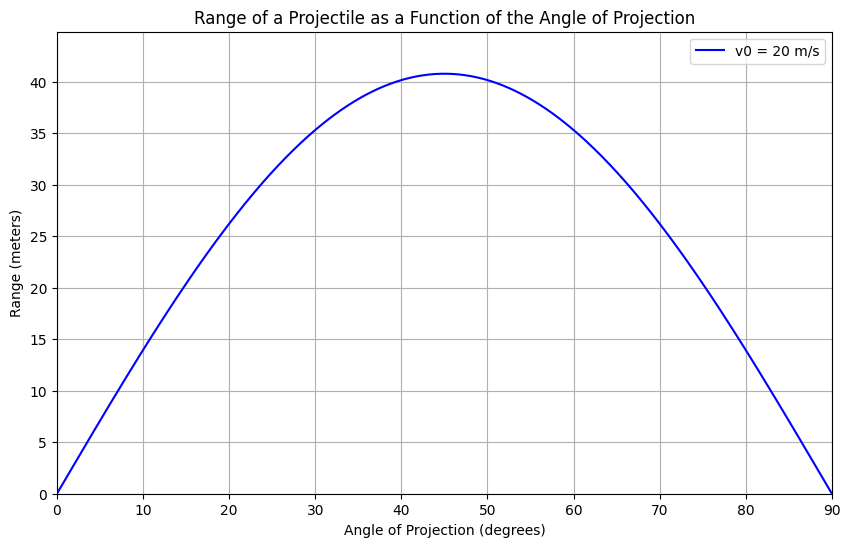 Range of a Projectile as a Function of the Angle of Projection
v0 = 20 m/s
Range (meters)
40
35
30
25
20
15
10
5
0
0 10 20 30 40 50 60 70 80 90
Angle of Projection (degrees)